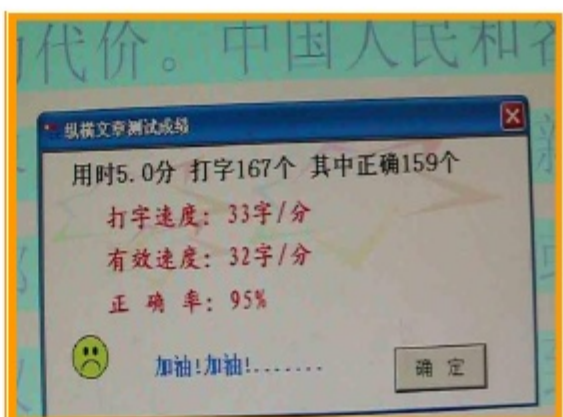 代价。中国人民和
纵横文章测试成绩
用时5.0分 打字167个 其中正确159个
打字速度: 33字/分
有效速度: 32字/分
正 确 率: 95%
加油!加油!.......
确 定